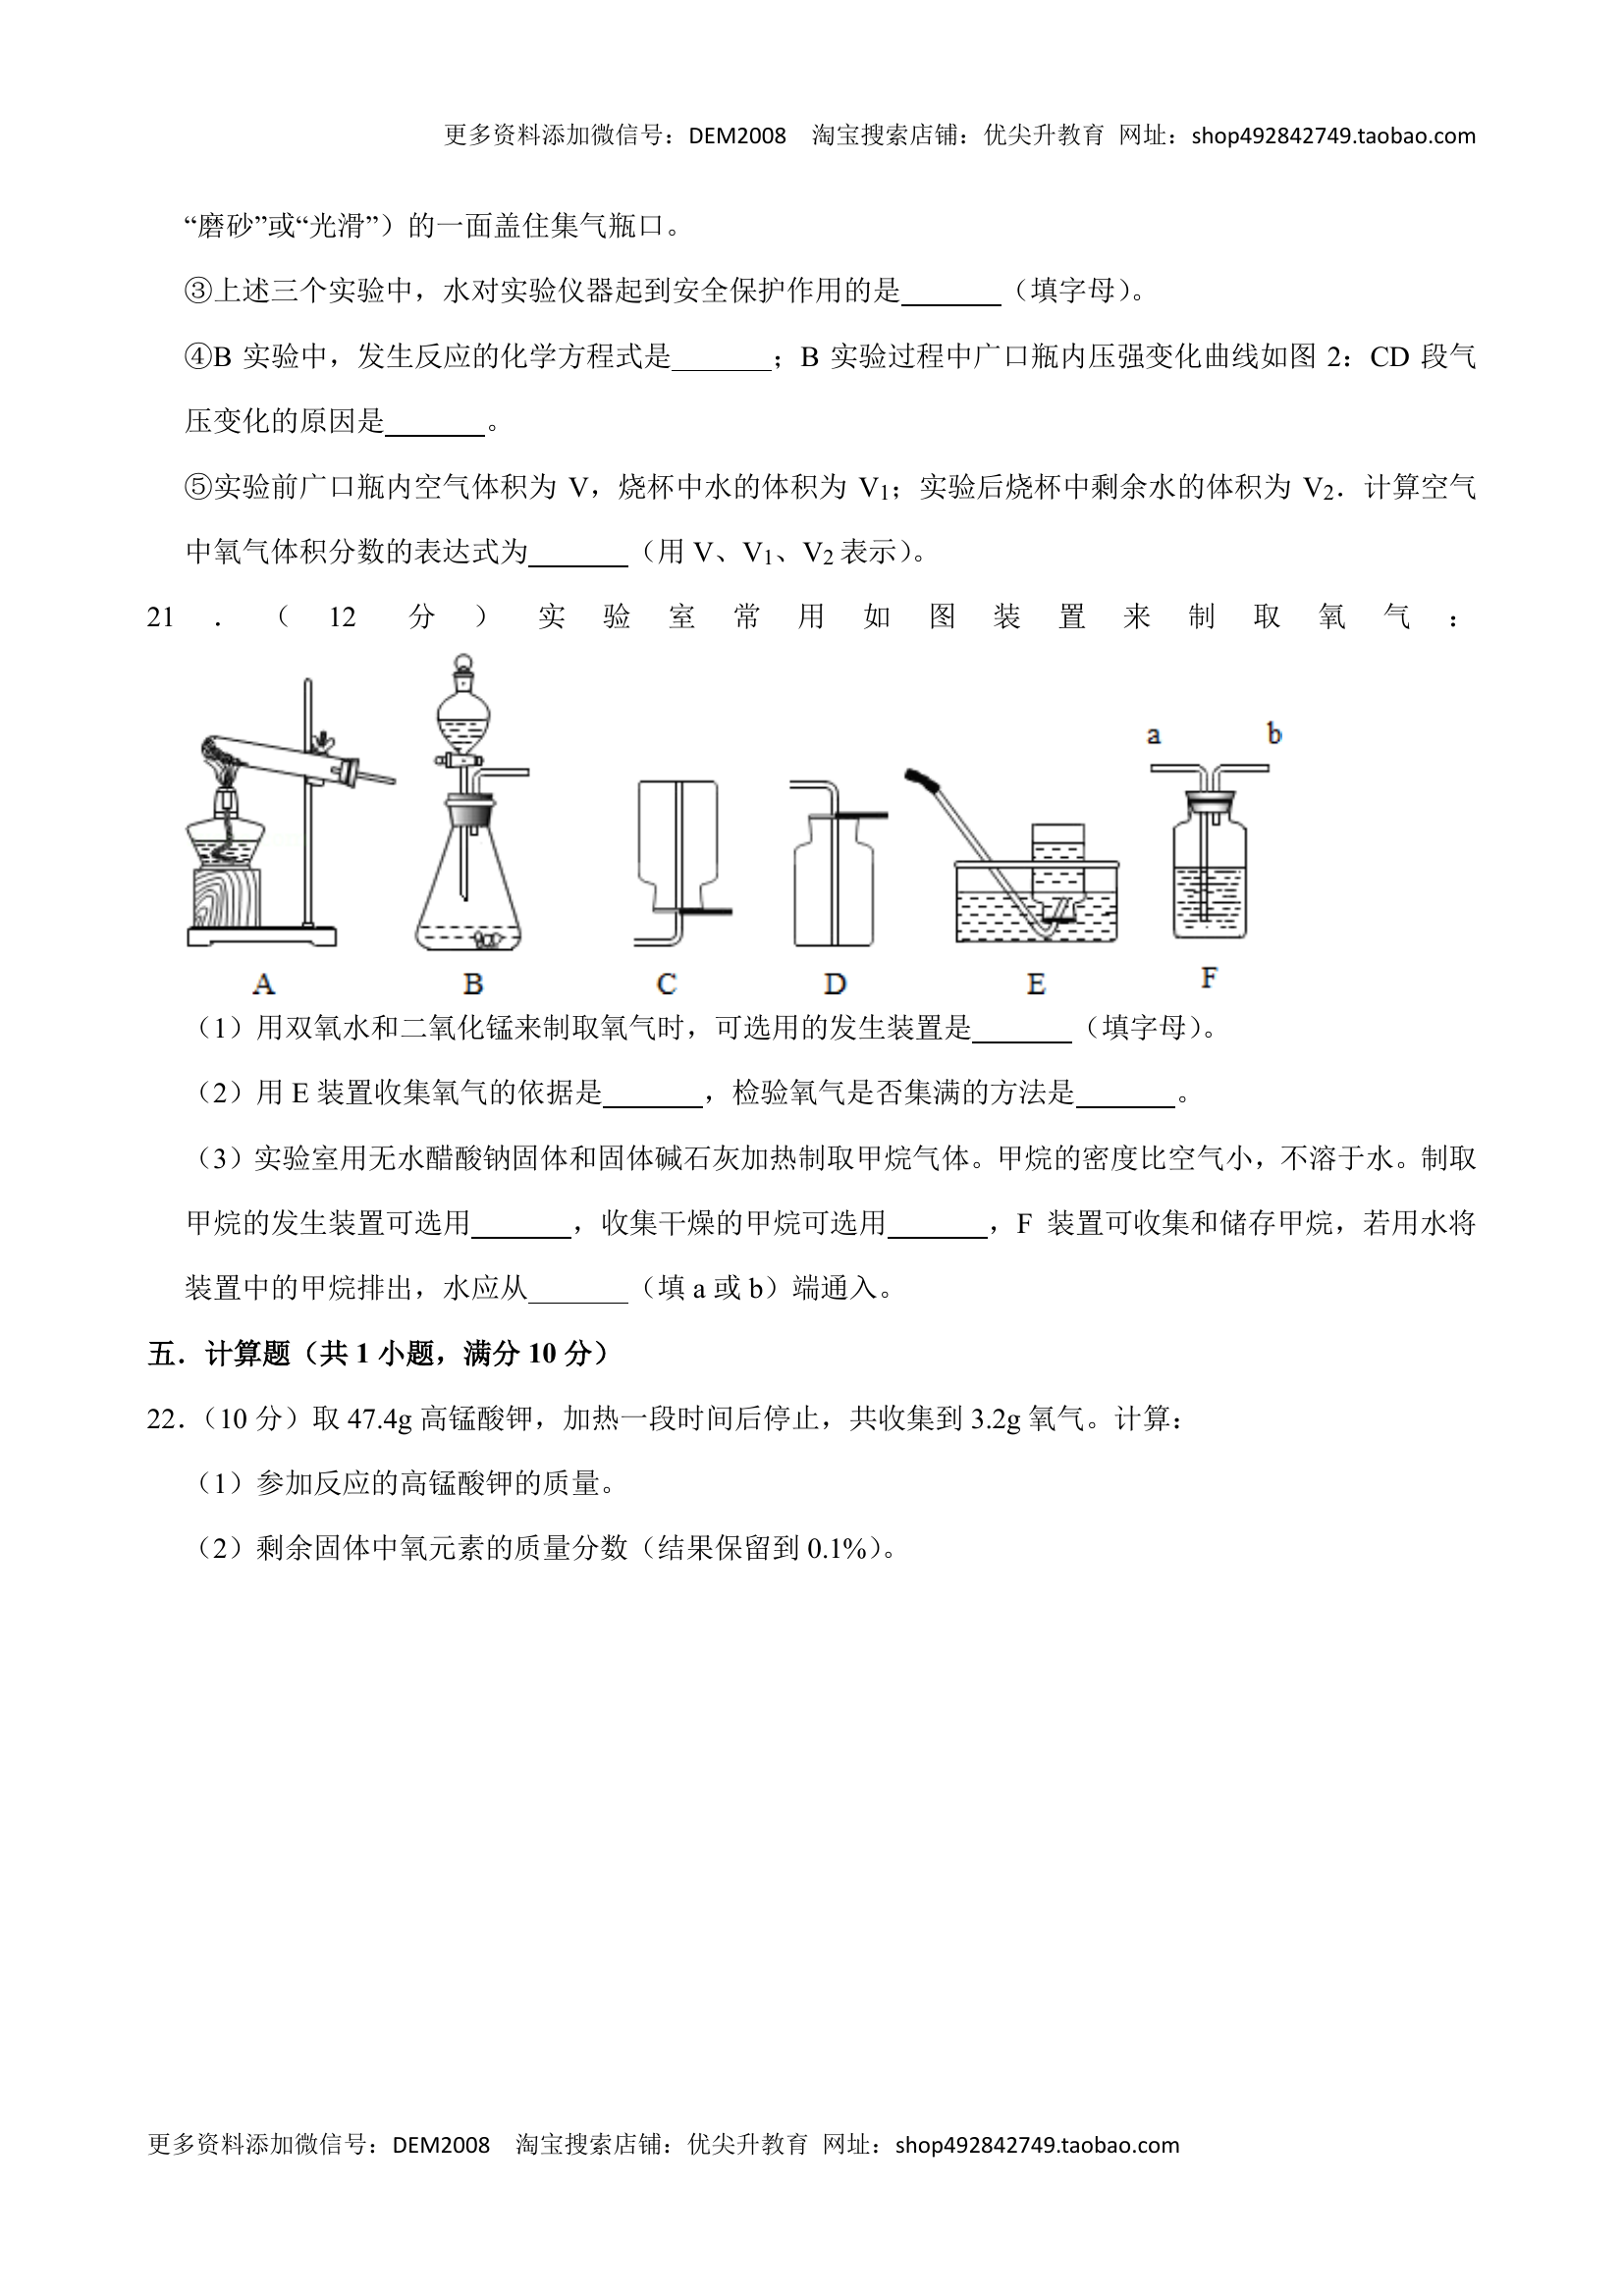 更多资料添加微信号：DEM2008 淘宝搜索店铺：优尖升教育 网址：shop492842749.taobao.com
“磨砂”或“光滑”）的一面盖住集气瓶口。
③上述三个实验中，水对实验仪器起到安全保护作用的是_______（填字母）。
④B 实验中，发生反应的化学方程式是_______；B 实验过程中广口瓶内压强变化曲线如图 2：CD 段气
压变化的原因是_______。
⑤实验前广口瓶内空气体积为 V，烧杯中水的体积为 V1；实验后烧杯中剩余水的体积为 V2．计算空气
中氧气体积分数的表达式为_______（用 V、V1、V2 表示）。
21．（12 分）实验室常用如图装置来制取氧气：
a b
A B C D E F
（1）用双氧水和二氧化锰来制取氧气时，可选用的发生装置是_______（填字母）。
（2）用 E 装置收集氧气的依据是_______，检验氧气是否集满的方法是_______。
（3）实验室用无水醋酸钠固体和固体碱石灰加热制取甲烷气体。甲烷的密度比空气小，不溶于水。制取
甲烷的发生装置可选用_______，收集干燥的甲烷可选用_______，F 装置可收集和储存甲烷，若用水将
装置中的甲烷排出，水应从_______（填 a 或 b）端通入。
五．计算题（共 1 小题，满分 10 分）
22．（10 分）取 47.4g 高锰酸钾，加热一段时间后停止，共收集到 3.2g 氧气。计算：
（1）参加反应的高锰酸钾的质量。
（2）剩余固体中氧元素的质量分数（结果保留到 0.1%）。
更多资料添加微信号：DEM2008 淘宝搜索店铺：优尖升教育 网址：shop492842749.taobao.com